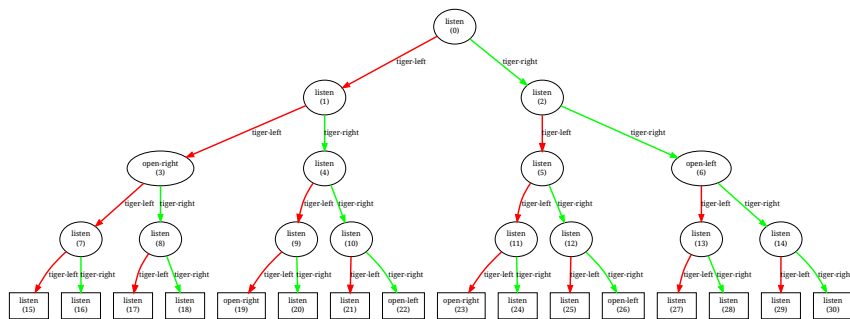 listen
(0)
tiger-left
tiger-right
listen
(1)
listen
(2)
tiger-left
tiger-right
tiger-left
tiger-right
open-right
(3)
listen
(4)
listen
(5)
open-left
(6)
tiger-left
tiger-right
tiger-left
tiger-right
tiger-left
tiger-right
tiger-left
tiger-right
listen
(7)
listen
(8)
listen
(9)
listen
(10)
listen
(11)
listen
(12)
listen
(13)
listen
(14)
tiger-left
tiger-right
tiger-left
tiger-right
tiger-left
tiger-right
tiger-left
tiger-right
tiger-left
tiger-right
tiger-left
tiger-right
tiger-left
tiger-right
tiger-left
tiger-right
listen
(15)
listen
(16)
listen
(17)
listen
(18)
open-right
(19)
listen
(20)
listen
(21)
open-left
(22)
open-right
(23)
listen
(24)
listen
(25)
open-left
(26)
listen
(27)
listen
(28)
listen
(29)
listen
(30)